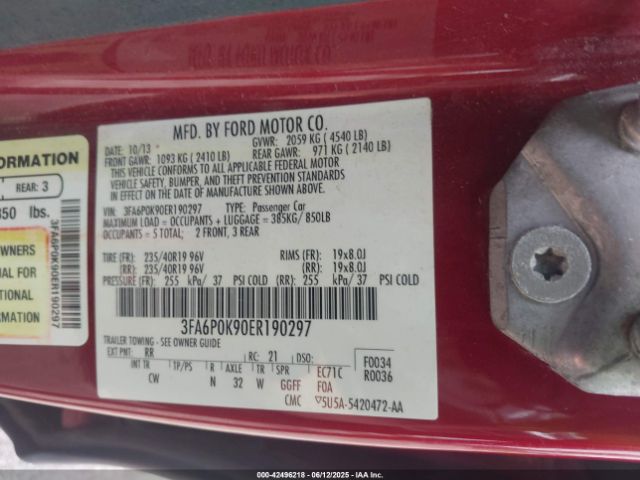 MFD. BY FORD MOTOR CO.
DATE: 10/13 GVWR: 2059 KG ( 4540 LB)
FRONT GAWR: 1093 KG ( 2410 LB) REAR GAWR: 971 KG ( 2140 LB)
THIS VEHICLE CONFORMS TO ALL APPLICABLE FEDERAL MOTOR
VEHICLE SAFETY, BUMPER, AND THEFT PREVENTION STANDARDS
IN EFFECT ON THE DATE OF MANUFACTURE SHOWN ABOVE.
VIN: 3FA6P0K90ER190297 TYPE: Passenger Car
MAXIMUM LOAD = OCCUPANTS + LUGGAGE = 385KG/ 850LB
OCCUPANTS = 5 TOTAL; 2 FRONT, 3 REAR
TIRE (FR): 235/40R19 96V RIMS (FR): 19x8.0J
(RR): 235/40R19 96V (RR): 19x8.0J
PRESSURE (FR): 255 kPa/ 37 PSI COLD (RR): 255 kPa/ 37 PSI COLD
3FA6P0K90ER190297
TRAILER TOWING - SEE OWNER GUIDE
EXT PNT: RR RC: 21 DSO: F0034
INT TR TP/PS R AXLE TR SPR EC71C R0036
CW N 32 W GGFF F0A
CMC ▽5U5A-5420472-AA
FORMATION
REAR: 3
850 lbs.
3FA6P0K90ER190297
OWNERS
UAL FOR
TIONAL
MATION
000-42496218 - 06/12/2025 - IAA Inc.